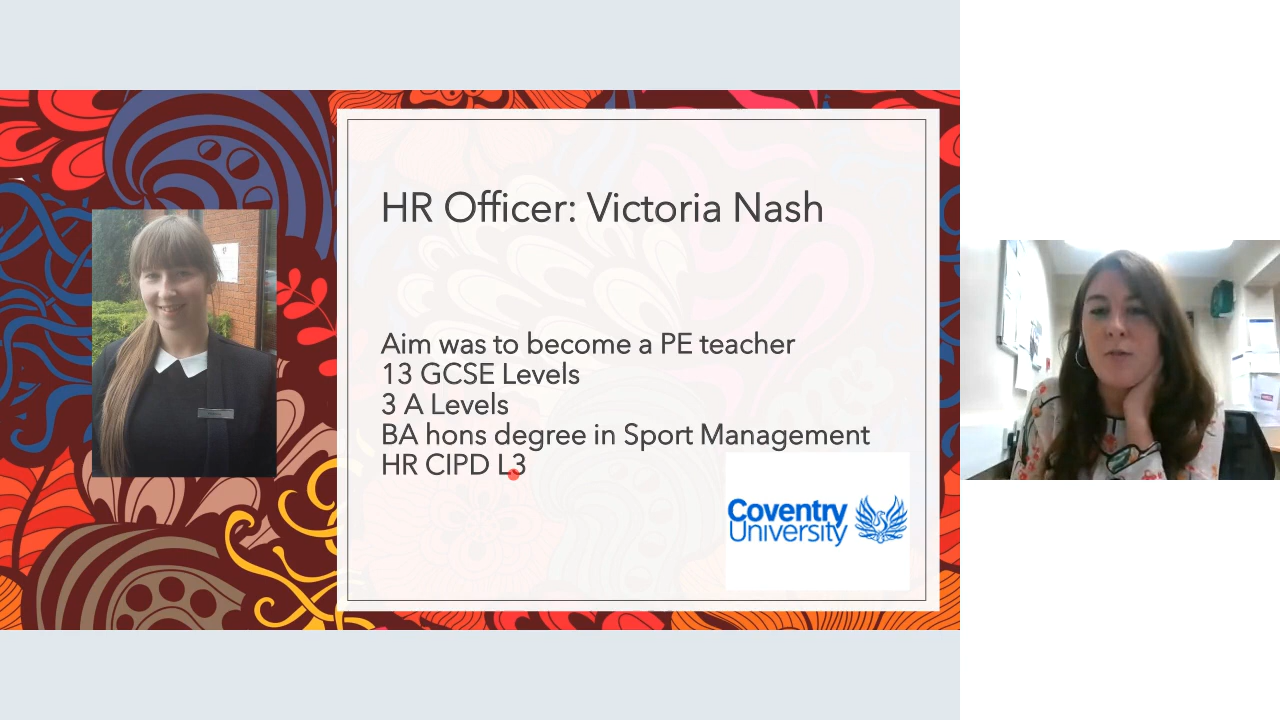 HR Officer: Victoria Nash
Aim was to become a PE teacher
13 GCSE Levels
3 A Levels
BA hons degree in Sport Management
HR CIPD L3
Coventry
University